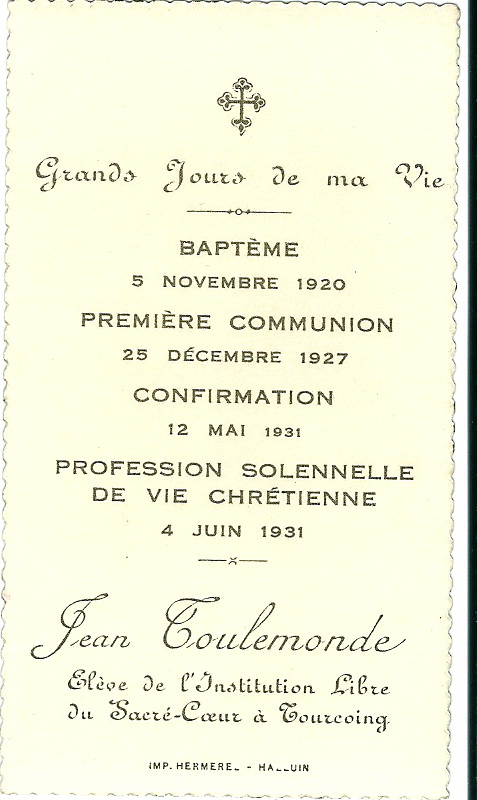 Grands Jours de ma Vie
BAPTÈME
5 NOVEMBRE 1920
PREMIÈRE COMMUNION
25 DÉCEMBRE 1927
CONFIRMATION
12 MAI 1931
PROFESSION SOLENNELLE
DE VIE CHRÉTIENNE
4 JUIN 1931
Jean Toulemonde
Elève de l'Institution Libre
du Sacré-Cœur à Tourcoing
IMP. HERMEREL - HALLUIN